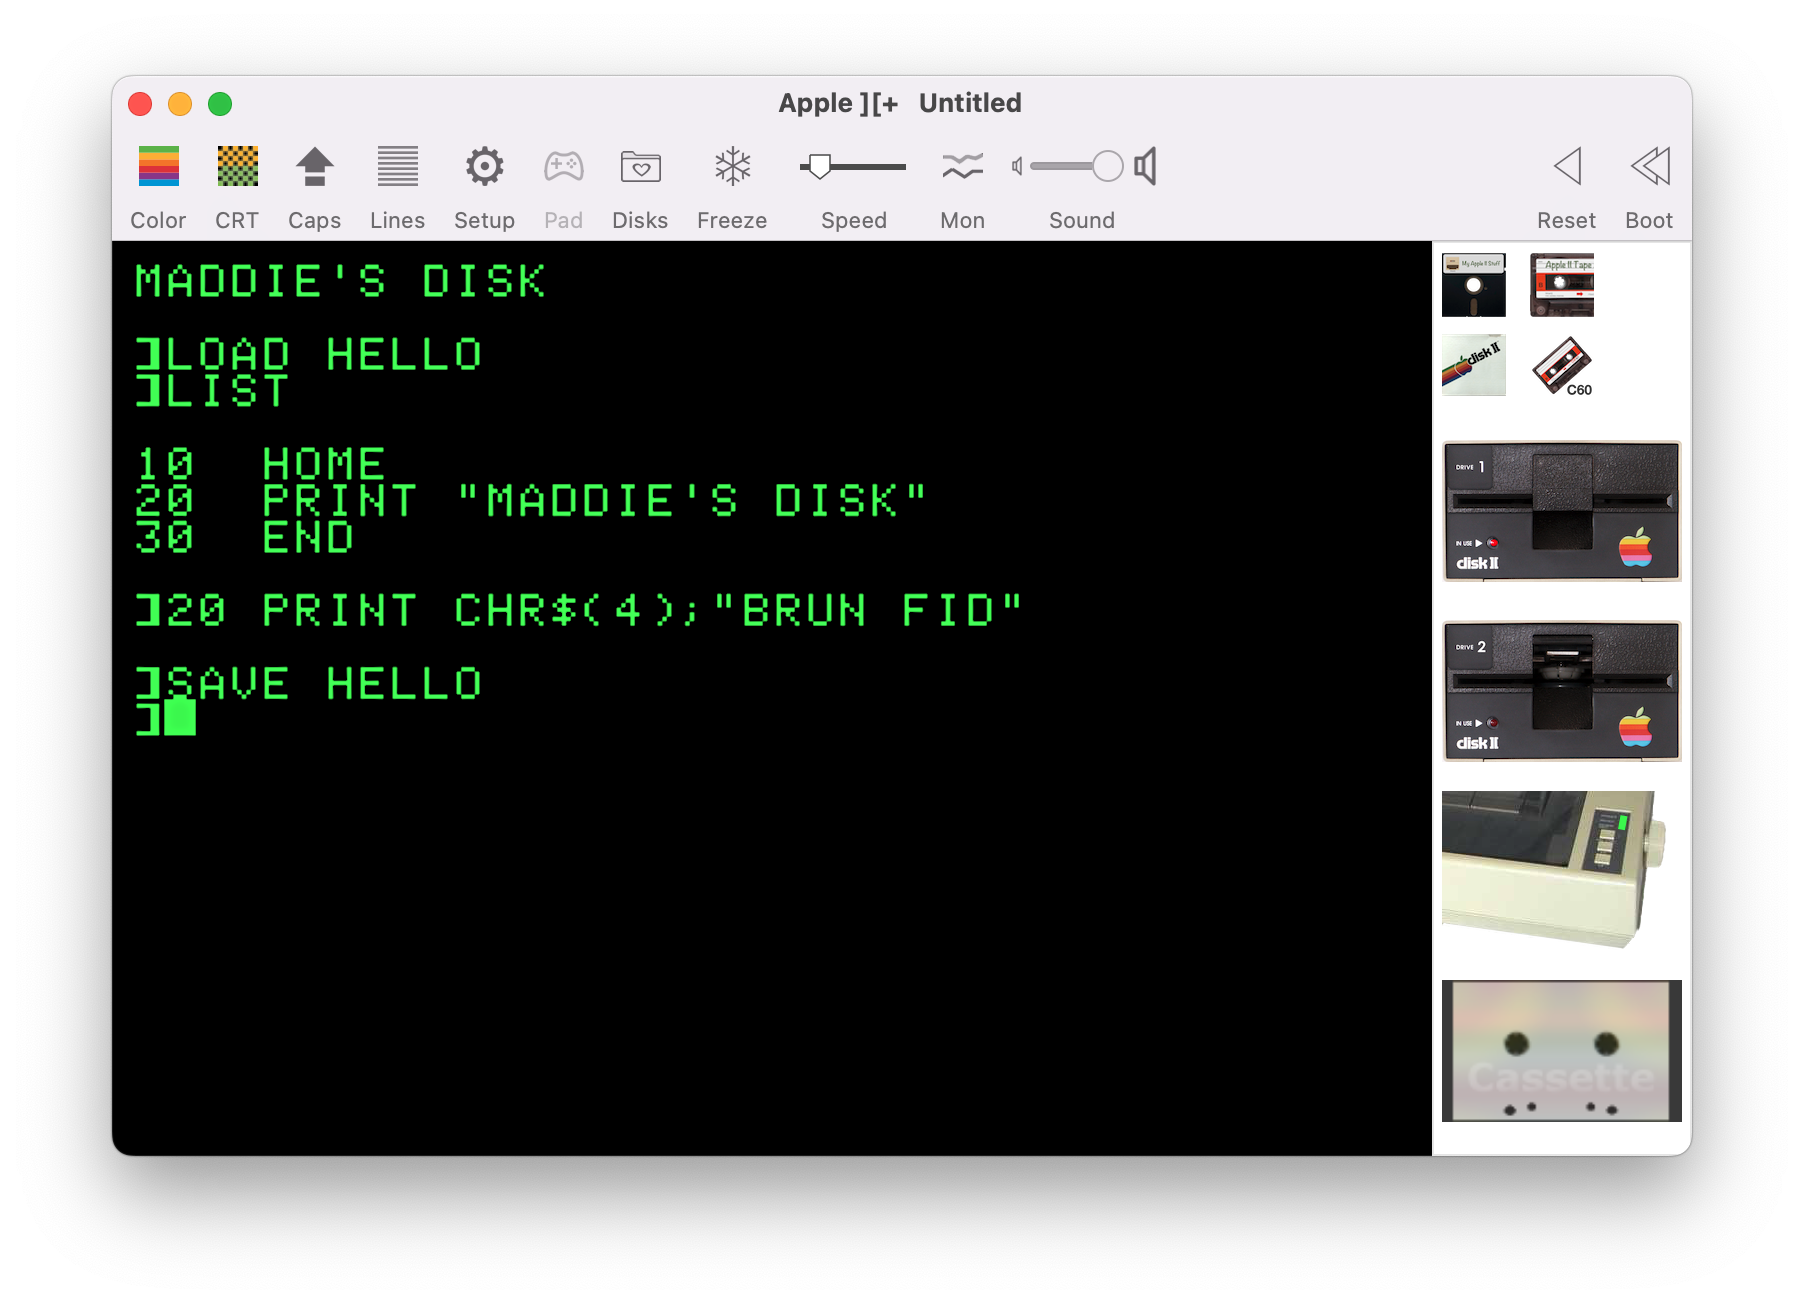 Apple ][+ Untitled
Color CRT Caps Lines Setup Pad Disks Freeze Speed Mon Sound Reset Boot
MADDIE'S DISK
]LOAD HELLO
]LIST
10  HOME
20  PRINT "MADDIE'S DISK"
30  END
]20 PRINT CHR$(4);"BRUN FID"
]SAVE HELLO
]
My Apple II Stuff
Apple II Tape
disk II
C60
DRIVE 1
IN USE
disk II
DRIVE 2
IN USE
disk II
Cassette